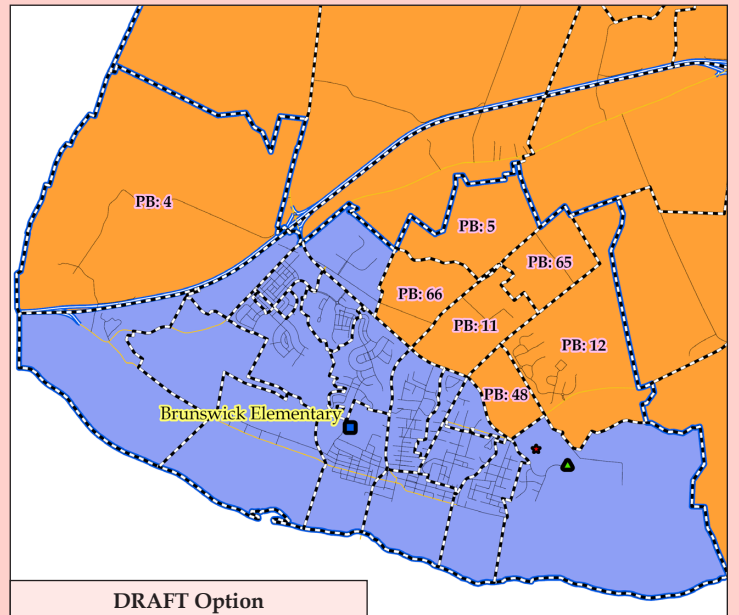 PB: 4
PB: 5
PB: 65
PB: 66
PB: 11
PB: 12
PB: 48
Brunswick Elementary
DRAFT Option